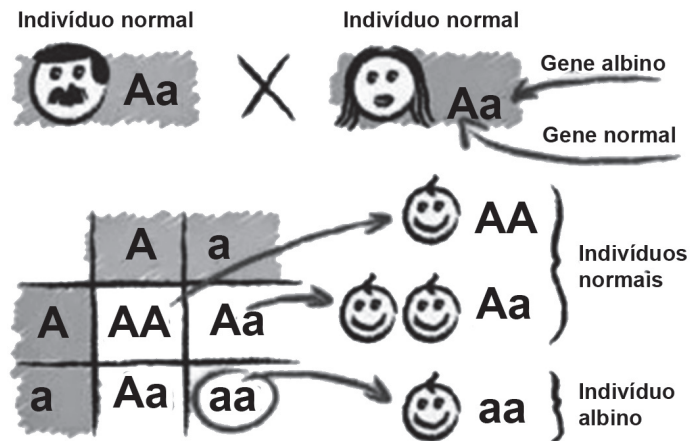 Indivíduo normal
Indivíduo normal
Aa
Aa
Gene albino
Gene normal
A a
A AA Aa
a Aa aa
AA
Aa
Indivíduos
normais
aa
Indivíduo
albino